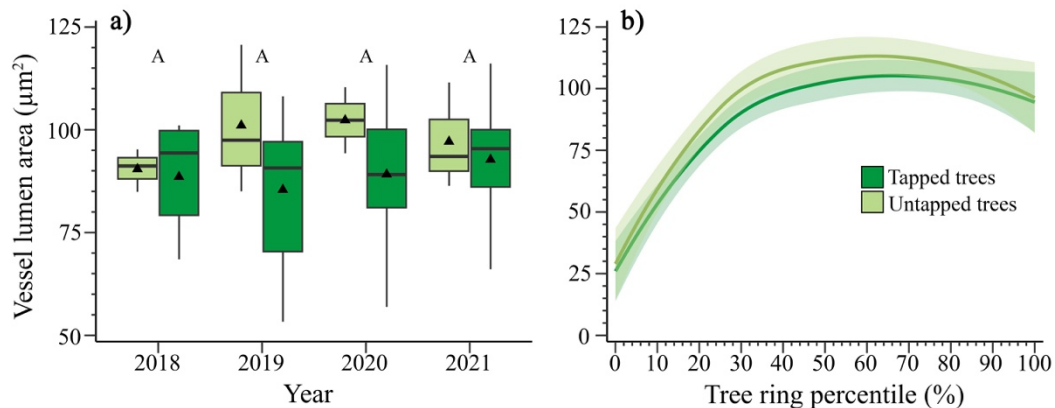 a)
125
100
75
50
Vessel lumen area (µm²)
A A A A
2018 2019 2020 2021
Year
b)
125
100
75
50
25
0
0 10 20 30 40 50 60 70 80 90 100
Tree ring percentile (%)
Tapped trees
Untapped trees